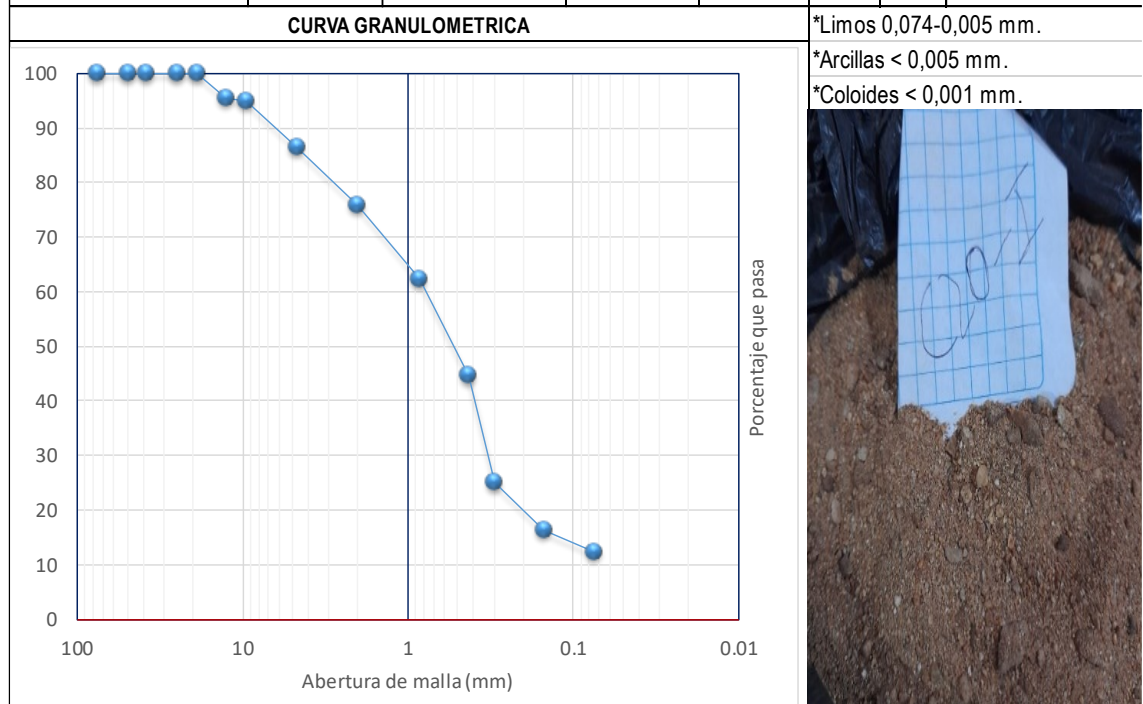 CURVA GRANULOMETRICA
*Limos 0,074-0,005 mm.
*Arcillas < 0,005 mm.
*Coloides < 0,001 mm.
100
90
80
70
60
50
40
30
20
10
0
100
10
1
0.1
0.01
Abertura de malla (mm)
Porcentaje que pasa